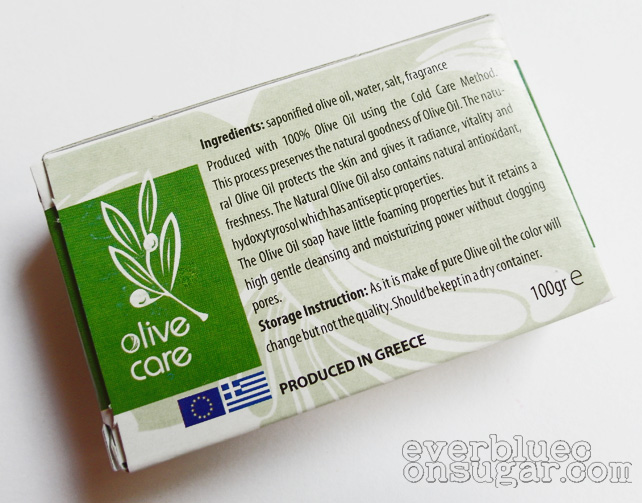 Ingredients: saponified olive oil, water, salt, fragrance
Produced with 100% Olive Oil using the Cold Care Method.
This process preserves the natural goodness of Olive Oil. The natu-
ral Olive Oil protects the skin and gives it radiance, vitality and
freshness. The Natural Olive Oil also contains natural antioxidant,
hydoxytyrosol which has antiseptic properties.
The Olive Oil soap have little foaming properties but it retains a
high gentle cleansing and moisturizing power without clogging
pores.
Storage Instruction: As it is make of pure Olive oil the color will
change but not the quality. Should be kept in a dry container.
100gr ℮
olive
care
PRODUCED IN GREECE
everbluec
onsugar.com